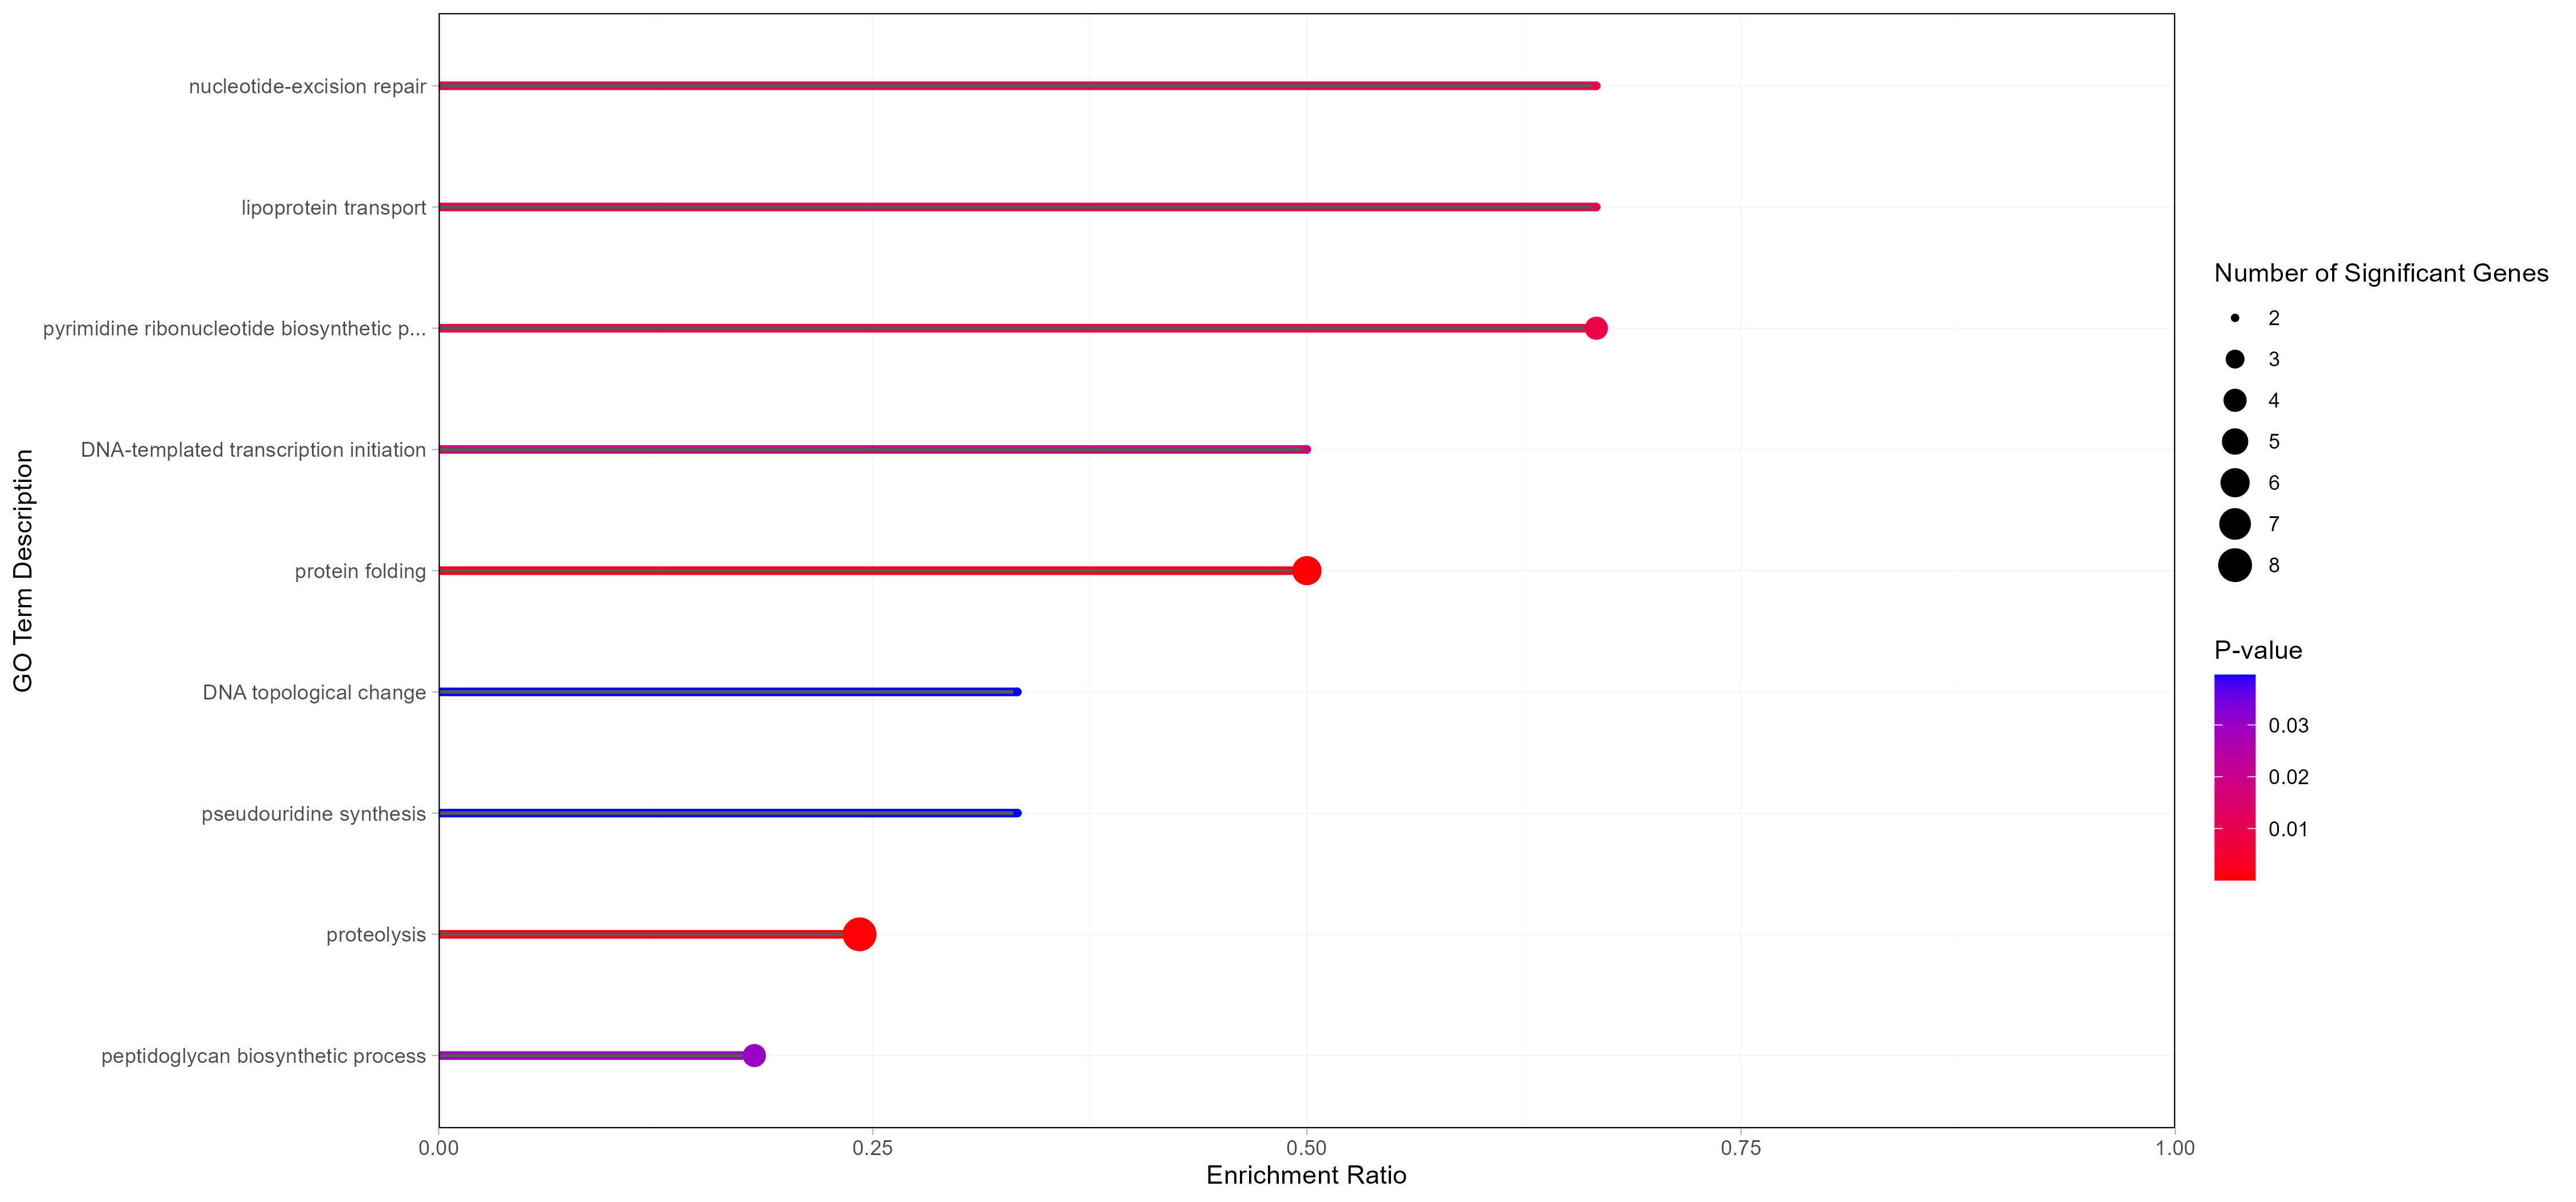 nucleotide-excision repair
lipoprotein transport
pyrimidine ribonucleotide biosynthetic p...
DNA-templated transcription initiation
protein folding
DNA topological change
pseudouridine synthesis
proteolysis
peptidoglycan biosynthetic process
GO Term Description
0.00 0.25 0.50 0.75 1.00
Enrichment Ratio
Number of Significant Genes
2
3
4
5
6
7
8
P-value
0.03
0.02
0.01